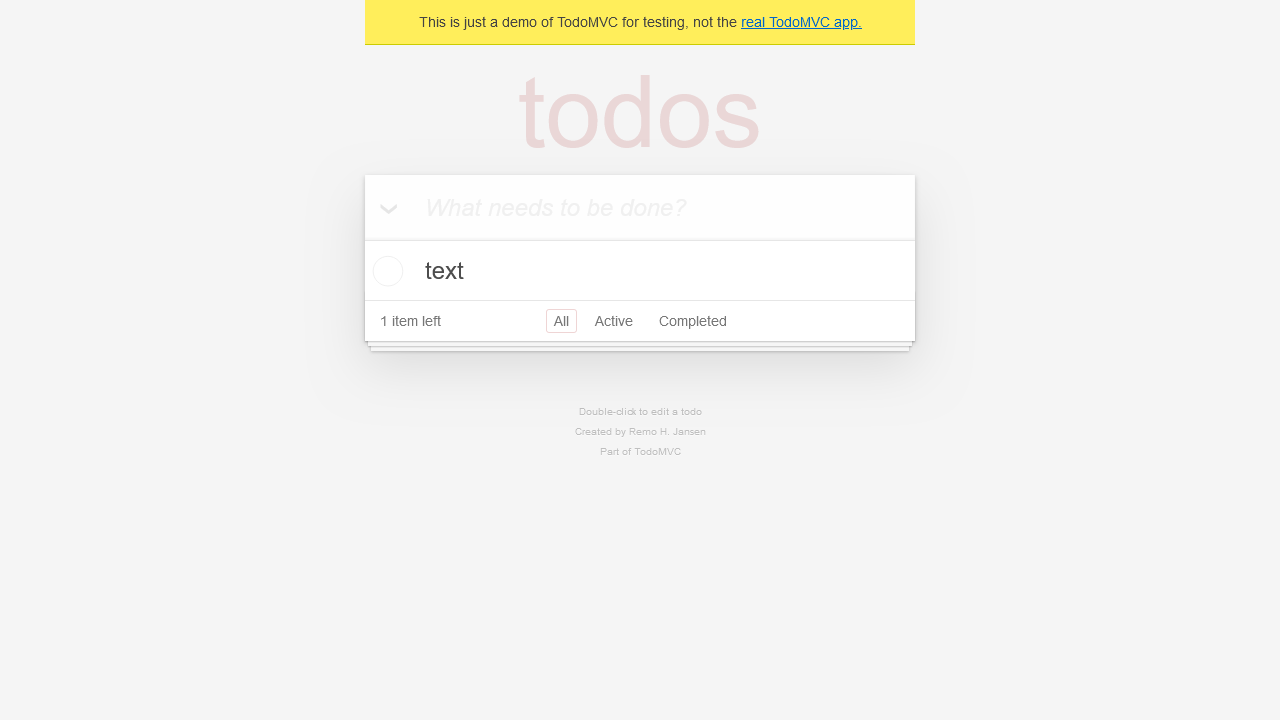 This is just a demo of TodoMVC for testing, not the real TodoMVC app.
todos
What needs to be done?
text
1 item left
All
Active
Completed
Double-click to edit a todo
Created by Remo H. Jansen
Part of TodoMVC